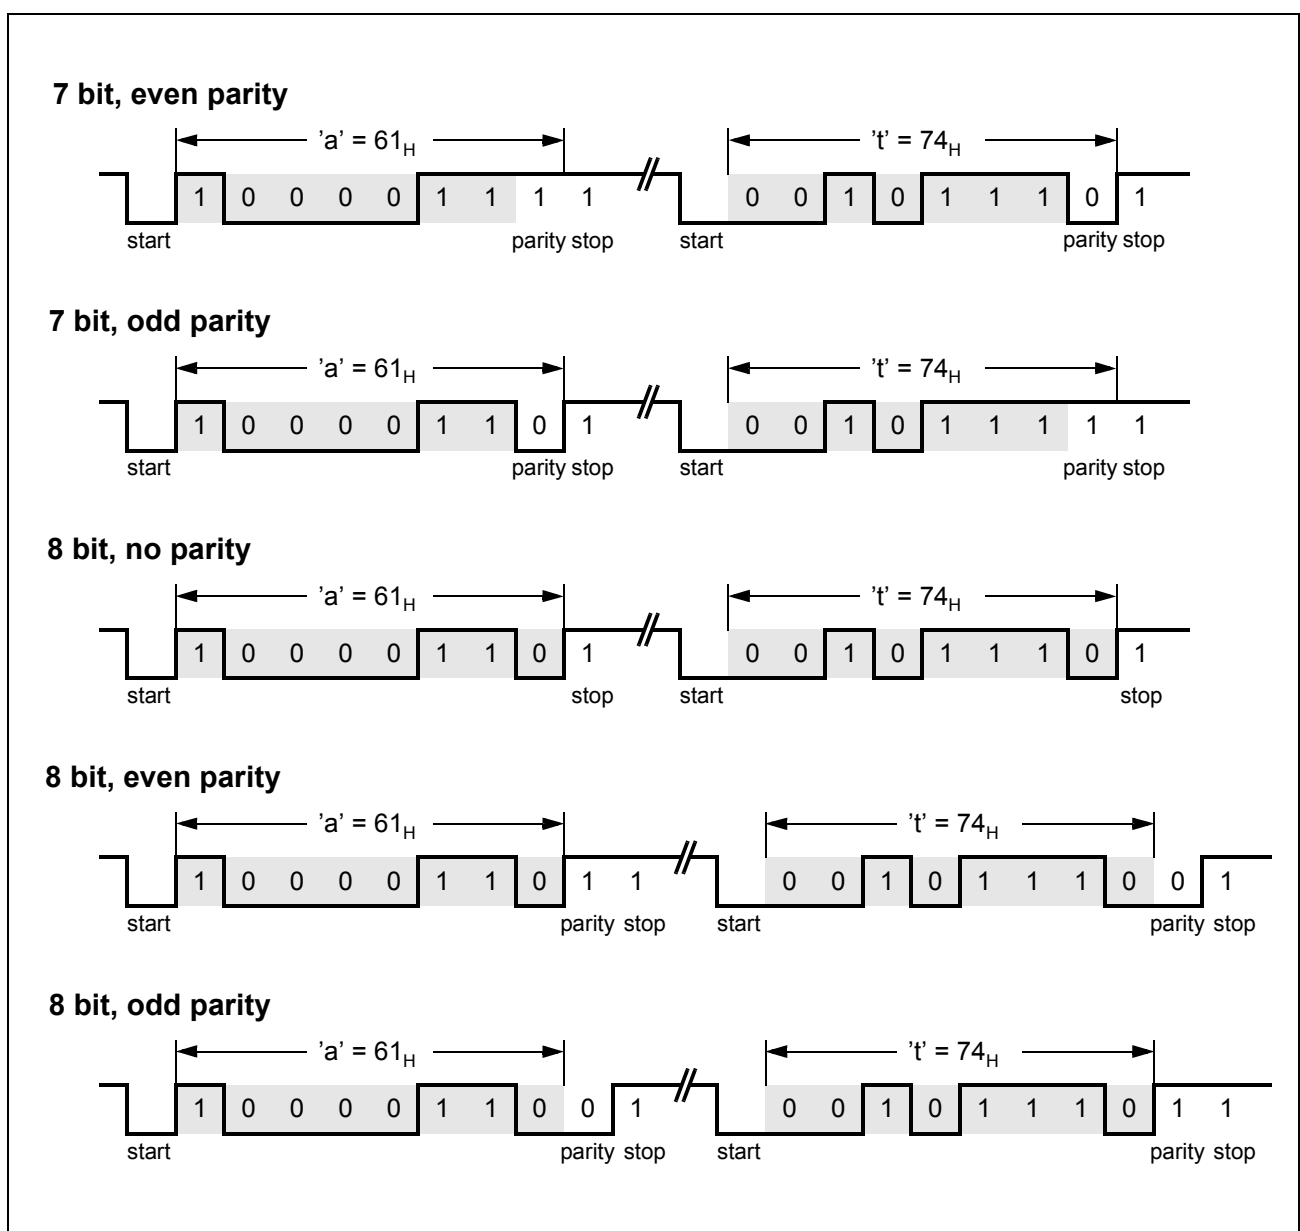 7 bit, even parity
’a’ = 61H ’t’ = 74H
1 0 0 0 0 1 1 1 1 0 0 1 0 1 1 1 0 1
start parity stop start parity stop
7 bit, odd parity
’a’ = 61H ’t’ = 74H
1 0 0 0 0 1 1 0 1 0 0 1 0 1 1 1 1 1
start parity stop start parity stop
8 bit, no parity
’a’ = 61H ’t’ = 74H
1 0 0 0 0 1 1 0 1 0 0 1 0 1 1 1 0 1
start stop start stop
8 bit, even parity
’a’ = 61H ’t’ = 74H
1 0 0 0 0 1 1 0 1 1 0 0 1 0 1 1 1 0 0 1
start parity stop start parity stop
8 bit, odd parity
’a’ = 61H ’t’ = 74H
1 0 0 0 0 1 1 0 0 1 0 0 1 0 1 1 1 0 1 1
start parity stop start parity stop